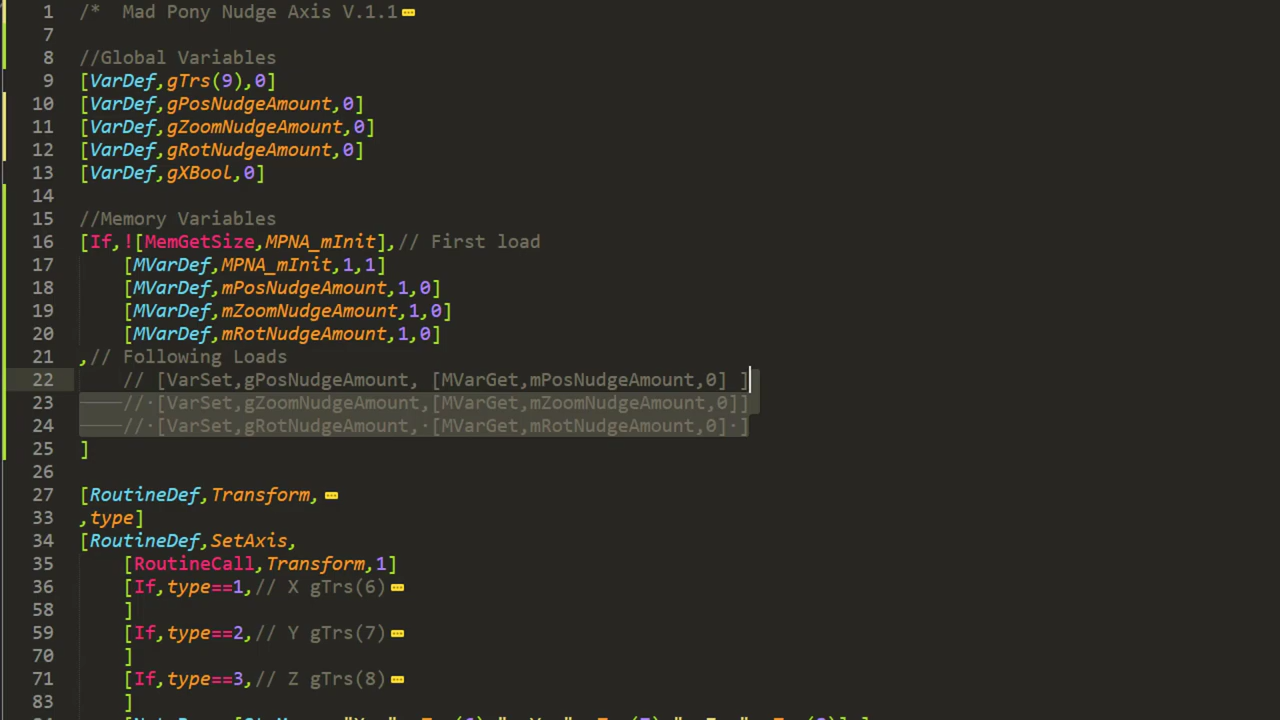 1 /* Mad Pony Nudge Axis V.1.1
7
8 //Global Variables
9 [VarDef,gTrs(9),0]
10 [VarDef,gPosNudgeAmount,0]
11 [VarDef,gZoomNudgeAmount,0]
12 [VarDef,gRotNudgeAmount,0]
13 [VarDef,gXBool,0]
14
15 //Memory Variables
16 [If,![MemGetSize,MPNA_mInit],// First load
17 [MVarDef,MPNA_mInit,1,1]
18 [MVarDef,mPosNudgeAmount,1,0]
19 [MVarDef,mZoomNudgeAmount,1,0]
20 [MVarDef,mRotNudgeAmount,1,0]
21 ,// Following Loads
22 // [VarSet,gPosNudgeAmount, [MVarGet,mPosNudgeAmount,0] ]
23 // [VarSet,gZoomNudgeAmount,[MVarGet,mZoomNudgeAmount,0]]
24 // [VarSet,gRotNudgeAmount, [MVarGet,mRotNudgeAmount,0] ]
25 ]
26
27 [RoutineDef,Transform,
33 ,type]
34 [RoutineDef,SetAxis,
35 [RoutineCall,Transform,1]
36 [If,type==1,// X gTrs(6)
58 ]
59 [If,type==2,// Y gTrs(7)
70 ]
71 [If,type==3,// Z gTrs(8)
83 ]